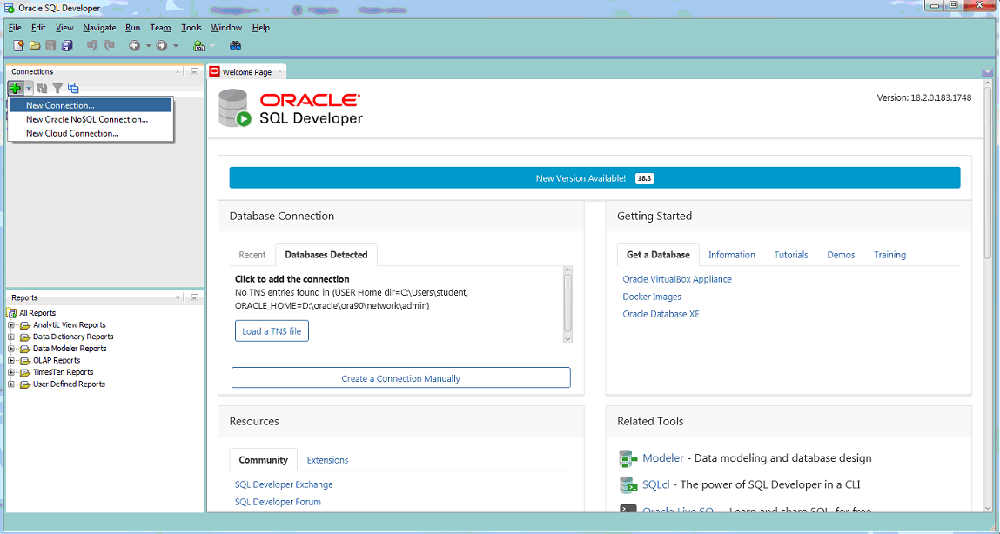 Oracle SQL Developer
File Edit View Navigate Run Team Tools Window Help
Connections
New Connection...
New Oracle NoSQL Connection...
New Cloud Connection...
Reports
All Reports
Analytic View Reports
Data Dictionary Reports
Data Modeler Reports
OLAP Reports
TimesTen Reports
User Defined Reports
Welcome Page
ORACLE
SQL Developer
Version: 18.2.0.183.1748
New Version Available! 18.3
Database Connection
Recent Databases Detected
Click to add the connection
No TNS entries found in (USER Home dir=C:\Users\student,
ORACLE_HOME=D:\oracle\ora90\network\admin)
Load a TNS file
Create a Connection Manually
Getting Started
Get a Database Information Tutorials Demos Training
Oracle VirtualBox Appliance
Docker Images
Oracle Database XE
Resources
Community Extensions
SQL Developer Exchange
SQL Developer Forum
Related Tools
Modeler - Data modeling and database design
SQLcl - The power of SQL Developer in a CLI
Oracle Live SQL - Learn and share SQL, for free